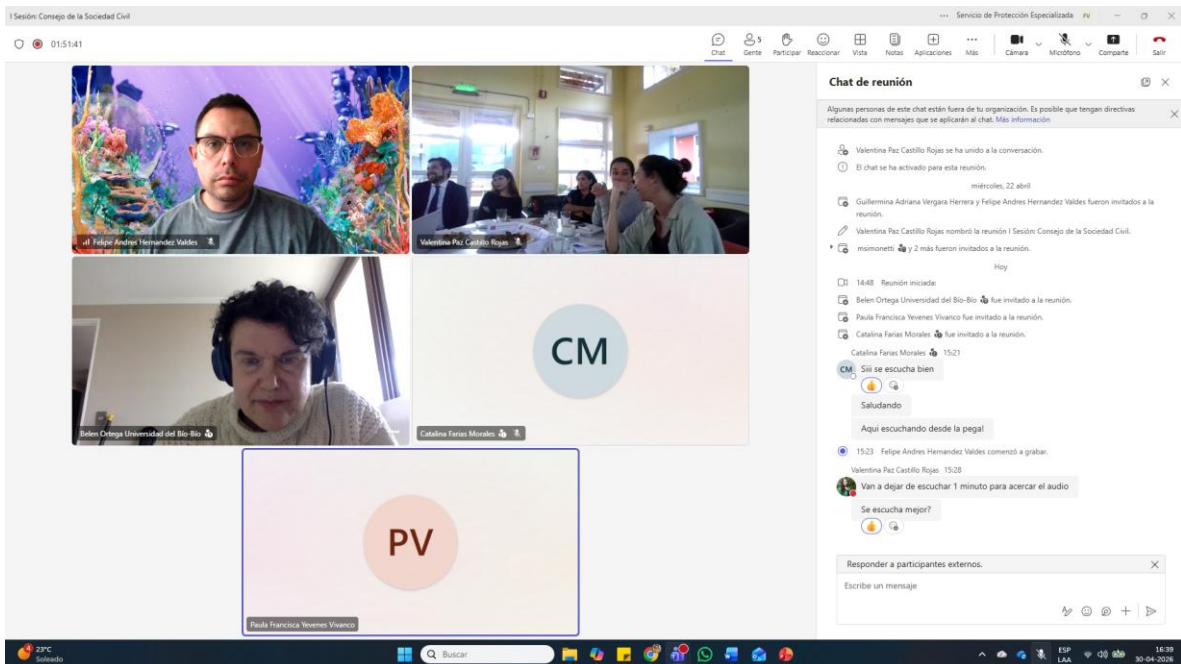 I Sesión: Consejo de la Sociedad Civil
Servicio de Protección Especializada
PV
01:51:41
Chat
Gente
5
Participar
Reaccionar
Vista
Notas
Aplicaciones
Más
Cámara
Micrófono
Comparte
Salir
Felipe Andres Hernandez Valdes
Valentina Paz Castillo Rojas
Belen Ortega Universidad del Bío-Bío
CM
Catalina Farias Morales
PV
Paula Francisca Yevenes Vivanco
Chat de reunión
Algunas personas de este chat están fuera de tu organización. Es posible que tengan directivas
relacionadas con mensajes que se aplicarán al chat. Más información
Valentina Paz Castillo Rojas se ha unido a la conversación.
El chat se ha activado para esta reunión.
miércoles, 22 abril
Guillermina Adriana Vergara Herrera y Felipe Andres Hernandez Valdes fueron invitados a la
reunión.
Valentina Paz Castillo Rojas nombró la reunión I Sesión: Consejo de la Sociedad Civil.
msimonetti y 2 más fueron invitados a la reunión.
Hoy
14:48 Reunión iniciada:
Belen Ortega Universidad del Bío-Bío fue invitado a la reunión.
Paula Francisca Yevenes Vivanco fue invitado a la reunión.
Catalina Farias Morales fue invitado a la reunión.
Catalina Farias Morales 15:21
CM
Siii se escucha bien
Saludando
Aqui escuchando desde la pega!
15:23 Felipe Andres Hernandez Valdes comenzó a grabar.
Valentina Paz Castillo Rojas 15:28
Van a dejar de escuchar 1 minuto para acercar el audio
Se escucha mejor?
Responder a participantes externos.
Escribe un mensaje
23°C
Soleado
Buscar
ESP
LAA
16:39
30-04-2026